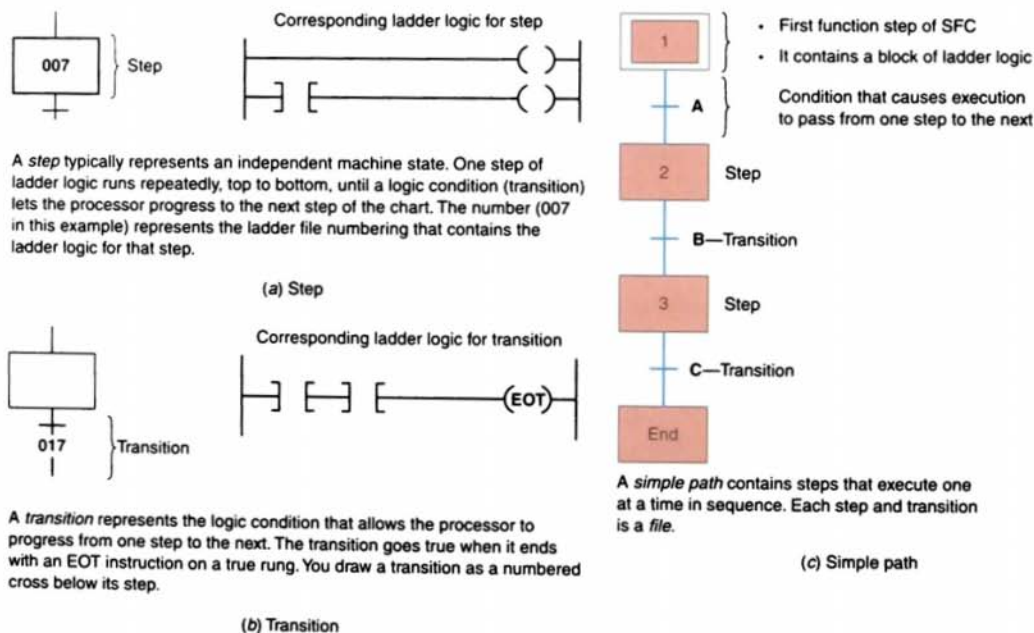 Corresponding ladder logic for step
007
Step
A step typically represents an independent machine state. One step of
ladder logic runs repeatedly, top to bottom, until a logic condition (transition)
lets the processor progress to the next step of the chart. The number (007
in this example) represents the ladder file numbering that contains the
ladder logic for that step.
(a) Step
Corresponding ladder logic for transition
EOT
017
Transition
A transition represents the logic condition that allows the processor to
progress from one step to the next. The transition goes true when it ends
with an EOT instruction on a true rung. You draw a transition as a numbered
cross below its step.
(b) Transition
1
• First function step of SFC
• It contains a block of ladder logic
A
Condition that causes execution
to pass from one step to the next
2
Step
B—Transition
3
Step
C—Transition
End
A simple path contains steps that execute one
at a time in sequence. Each step and transition
is a file.
(c) Simple path